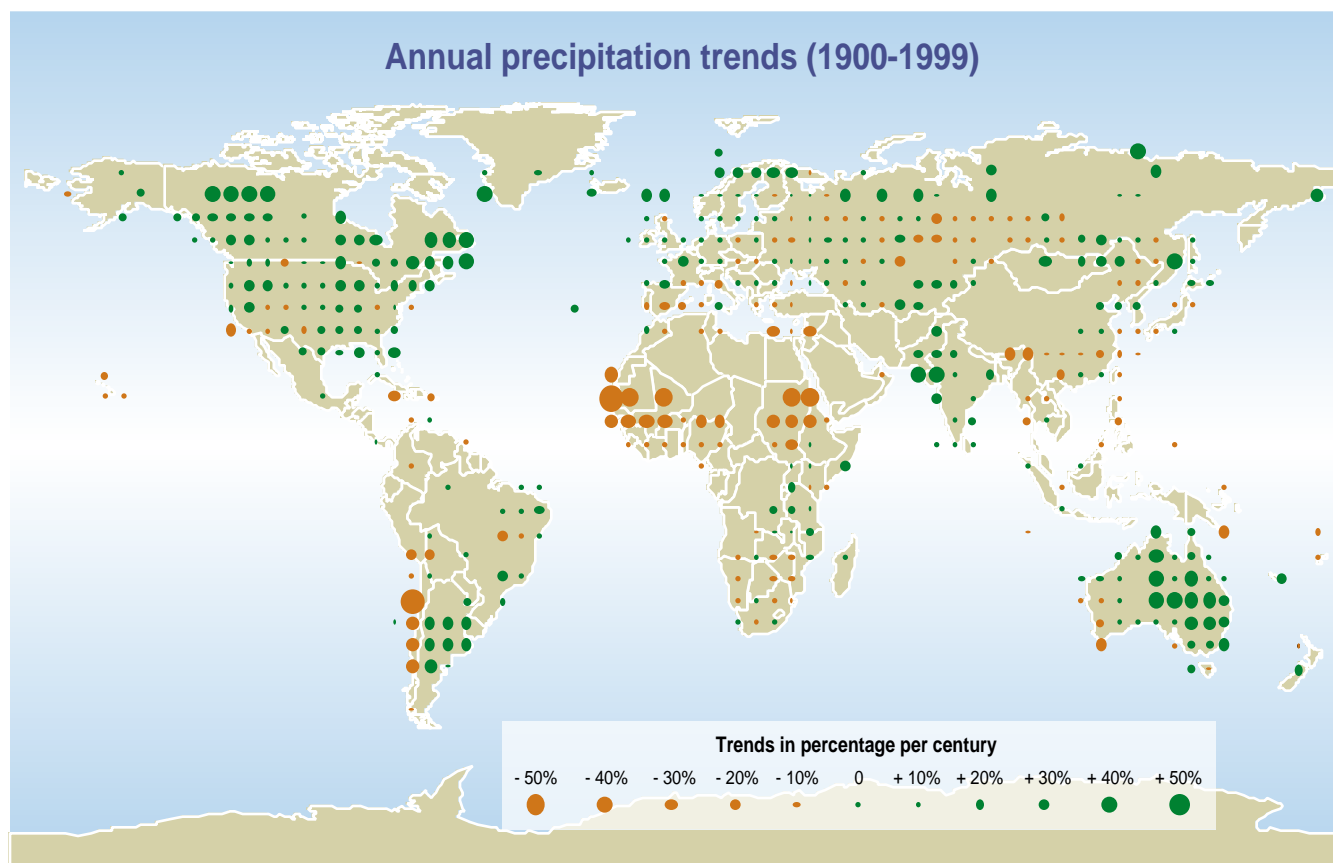 Annual precipitation trends (1900-1999)
Trends in percentage per century
- 50% - 40% - 30% - 20% - 10% 0 + 10% + 20% + 30% + 40% + 50%